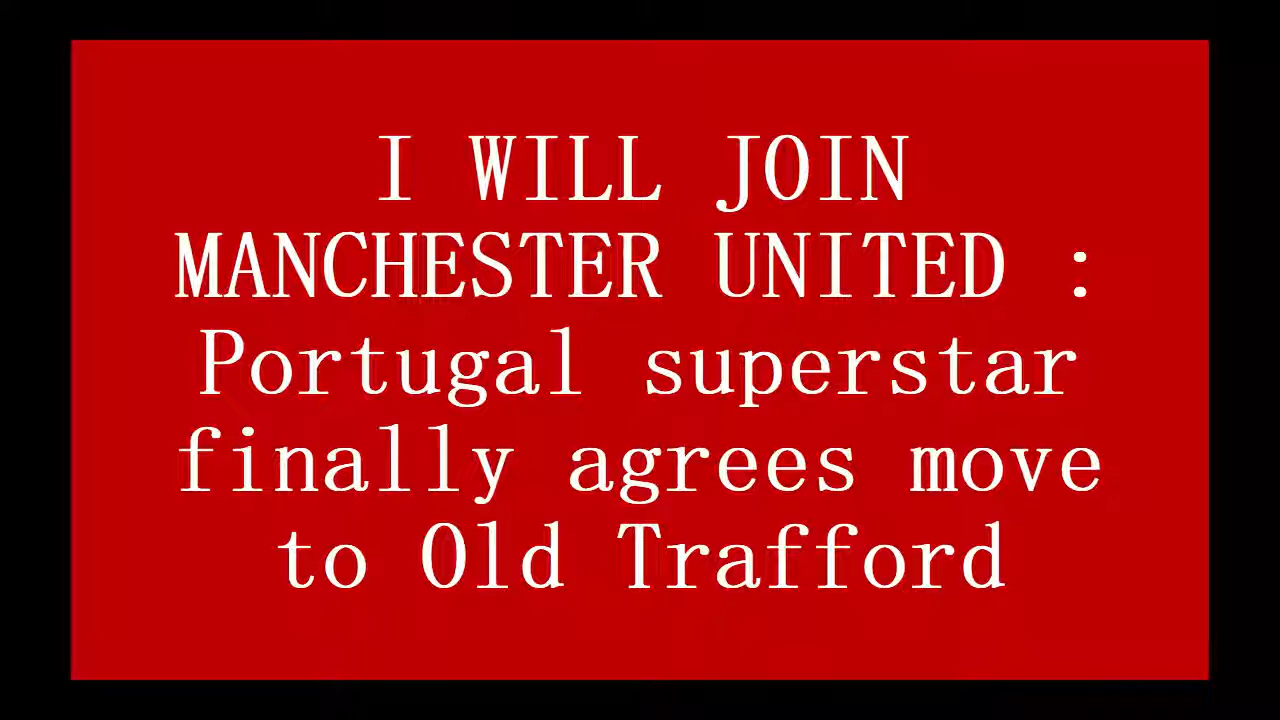 I WILL JOIN
MANCHESTER UNITED :
Portugal superstar
finally agrees move
to Old Trafford